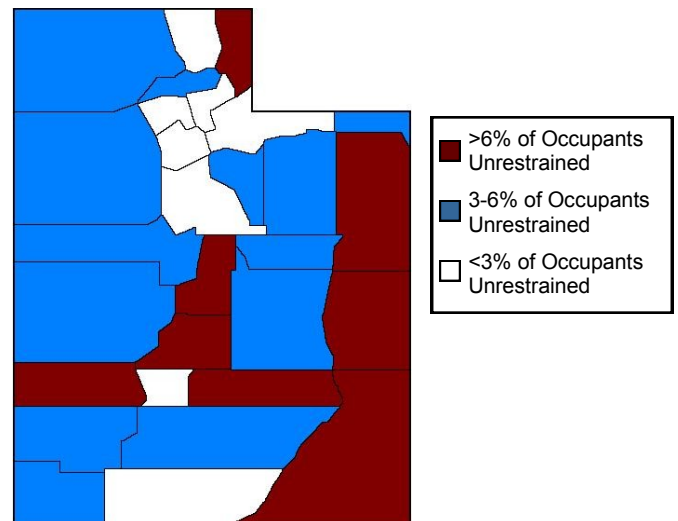 >6% of Occupants
Unrestrained
3-6% of Occupants
Unrestrained
<3% of Occupants
Unrestrained